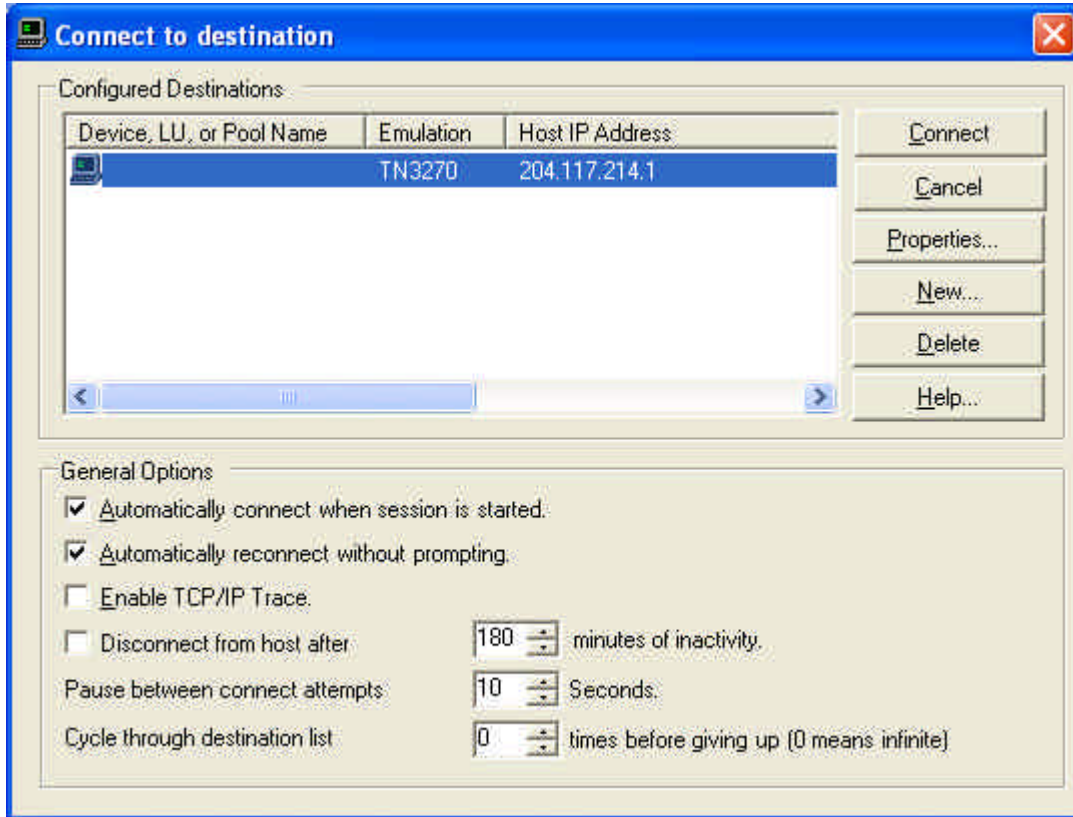 Connect to destination
Configured Destinations
Device, LU, or Pool Name Emulation Host IP Address
TN3270 204.117.214.1
Connect
Cancel
Properties...
New...
Delete
Help...
General Options
Automatically connect when session is started.
Automatically reconnect without prompting.
Enable TCP/IP Trace.
Disconnect from host after 180 minutes of inactivity.
Pause between connect attempts 10 Seconds.
Cycle through destination list 0 times before giving up (0 means infinite)